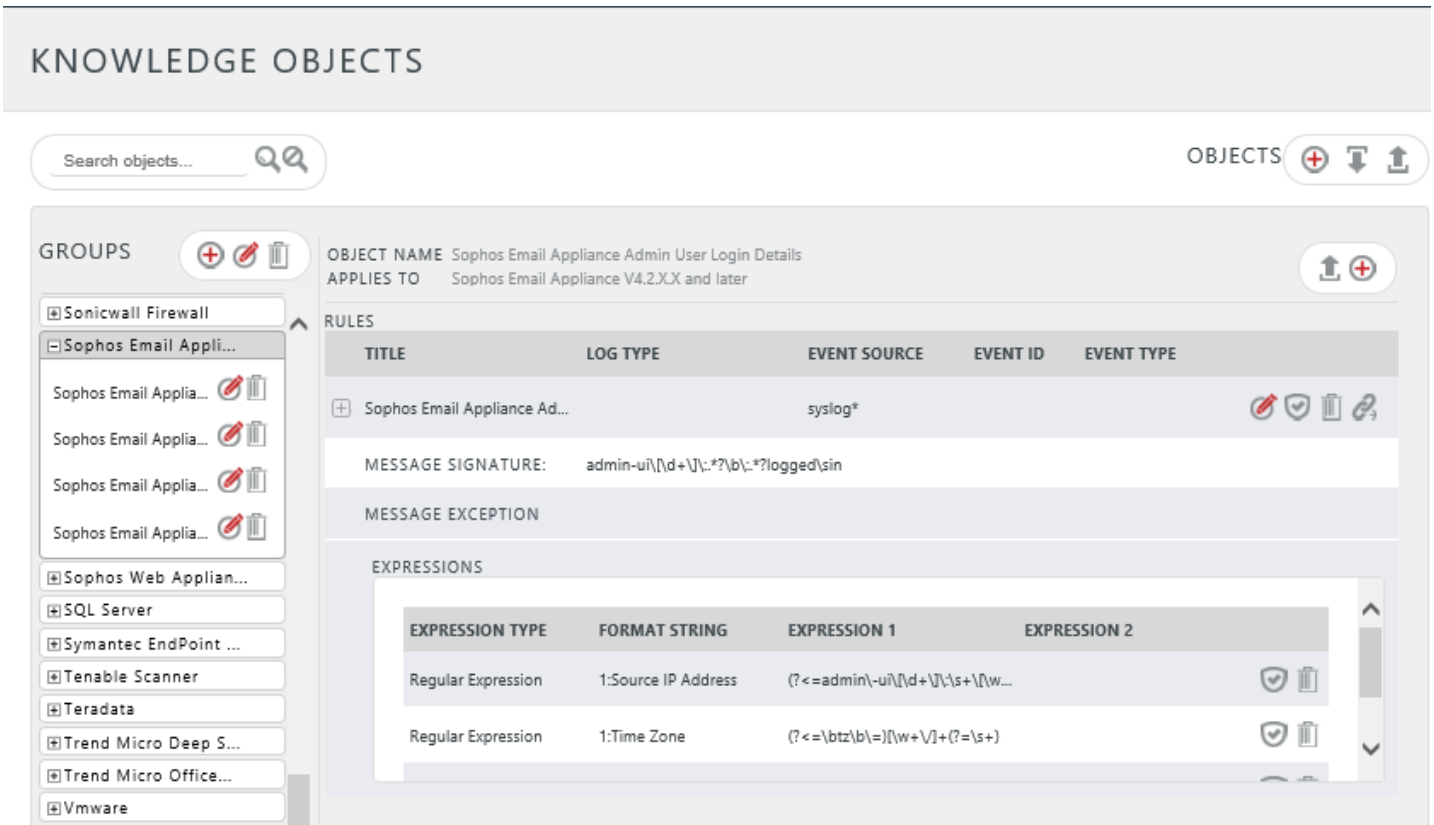 KNOWLEDGE OBJECTS
Search objects...
OBJECTS
GROUPS
OBJECT NAME Sophos Email Appliance Admin User Login Details
APPLIES TO Sophos Email Appliance V4.2.X.X and later
Sonicwall Firewall
Sophos Email Appli...
Sophos Email Applia...
Sophos Email Applia...
Sophos Email Applia...
Sophos Email Applia...
Sophos Web Applian...
SQL Server
Symantec EndPoint ...
Tenable Scanner
Teradata
Trend Micro Deep S...
Trend Micro Office...
Vmware
RULES
TITLE LOG TYPE EVENT SOURCE EVENT ID EVENT TYPE
Sophos Email Appliance Ad... syslog*
MESSAGE SIGNATURE: admin-ui\[\d+\]\:.*?\b\:.*?logged\sin
MESSAGE EXCEPTION
EXPRESSIONS
EXPRESSION TYPE FORMAT STRING EXPRESSION 1 EXPRESSION 2
Regular Expression 1:Source IP Address (?<=admin\-ui\[\d+\]\:\s+\[\w...
Regular Expression 1:Time Zone (?<=\btz\b\=)[\w+\/]+(?=\s+)